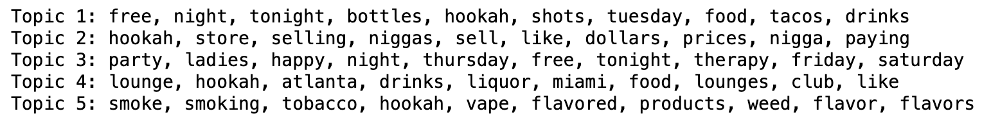 Topic 1: free, night, tonight, bottles, hookah, shots, tuesday, food, tacos, drinks
Topic 2: hookah, store, selling, niggas, sell, like, dollars, prices, nigga, paying
Topic 3: party, ladies, happy, night, thursday, free, tonight, therapy, friday, saturday
Topic 4: lounge, hookah, atlanta, drinks, liquor, miami, food, lounges, club, like
Topic 5: smoke, smoking, tobacco, hookah, vape, flavored, products, weed, flavor, flavors